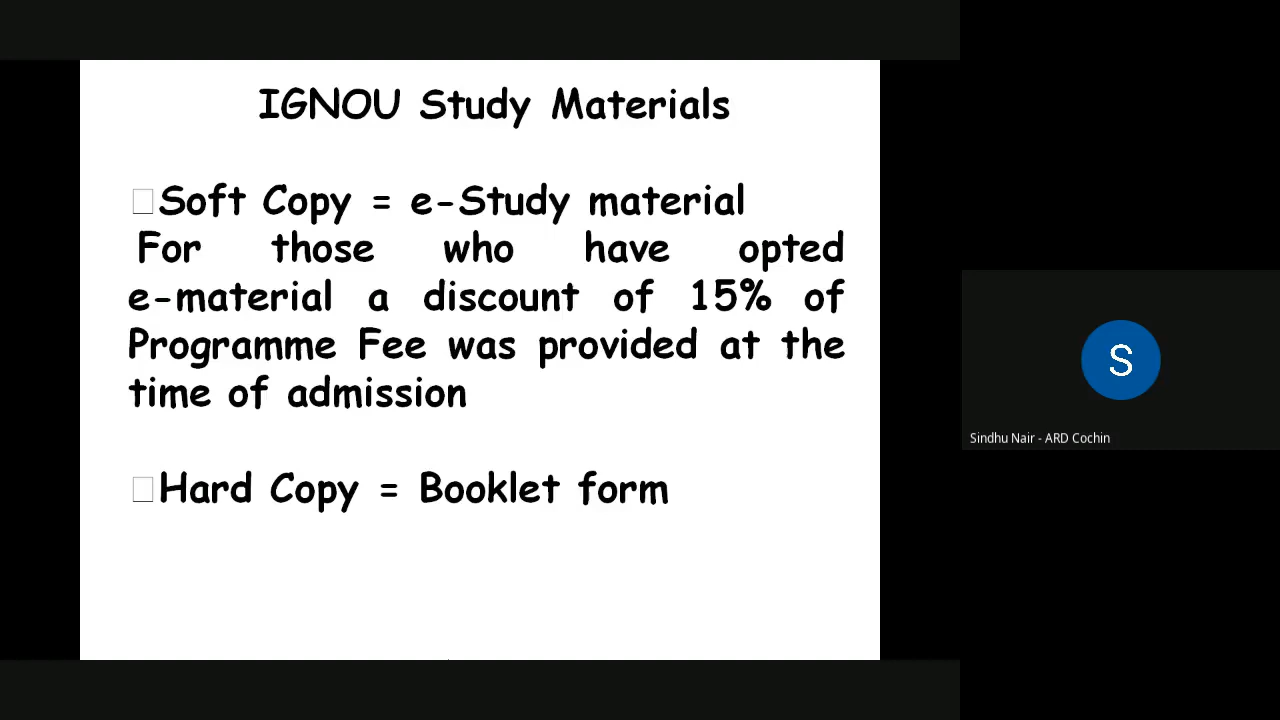 IGNOU Study Materials
Soft Copy = e-Study material
For those who have opted
e-material a discount of 15% of
Programme Fee was provided at the
time of admission
Hard Copy = Booklet form
S
Sindhu Nair - ARD Cochin